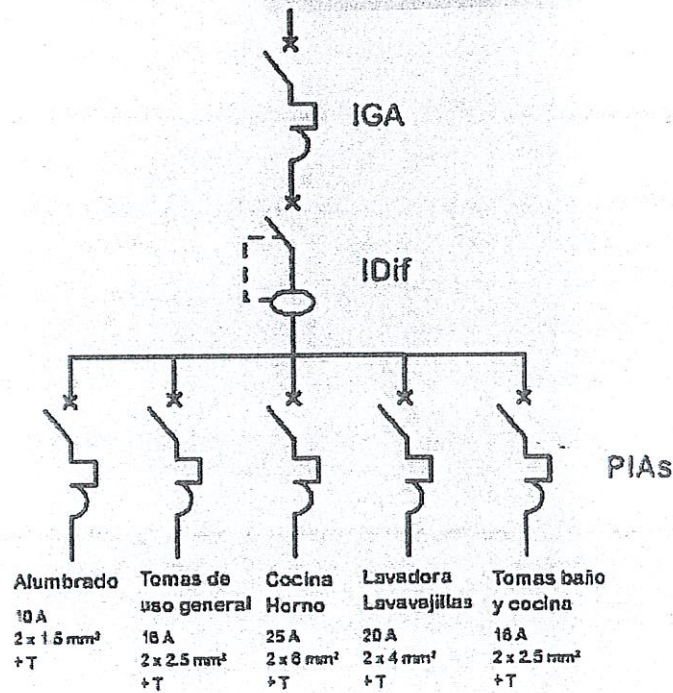 IGA
IDif
PIAs
Alumbrado
10 A
2 x 1.5 mm²
+T
Tomas de
uso general
16 A
2 x 2.5 mm²
+T
Cocina
Horno
25 A
2 x 6 mm²
+T
Lavadora
Lavavajillas
20 A
2 x 4 mm²
+T
Tomas baño
y cocina
16 A
2 x 2.5 mm²
+T